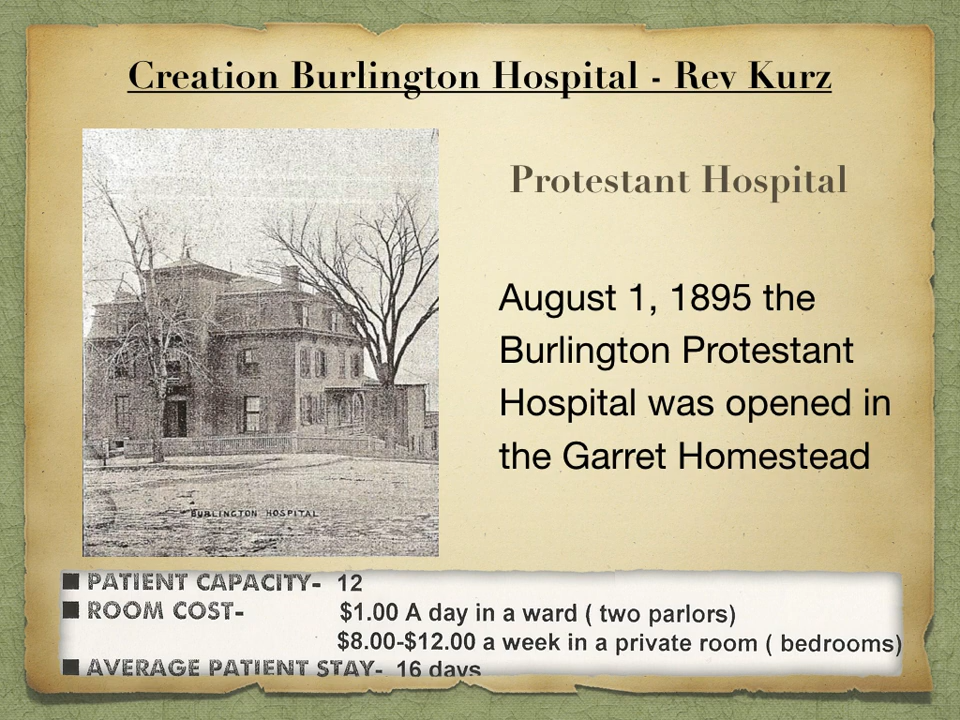 Creation Burlington Hospital - Rev Kurz
Protestant Hospital
August 1, 1895 the
Burlington Protestant
Hospital was opened in
the Garret Homestead
BURLINGTON HOSPITAL
■ PATIENT CAPACITY- 12
■ ROOM COST- $1.00 A day in a ward ( two parlors)
$8.00-$12.00 a week in a private room ( bedrooms)
■ AVERAGE PATIENT STAY- 16 days